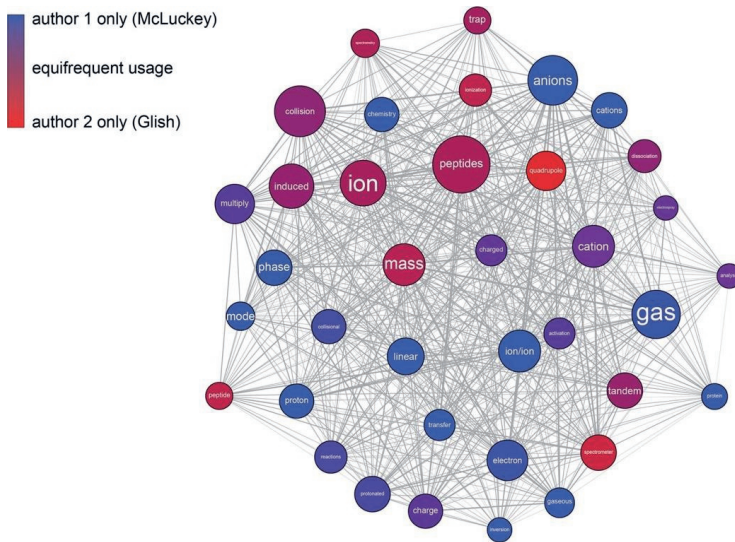 author 1 only (McLuckey)
equifrequent usage
author 2 only (Glish)
trap
anions
ionization
collision
chemistry
cations
dissociation
peptides
quadrupole
ion
induced
multiply
cation
charged
mass
phase
gas
mode
collisional
activation
linear
ion/ion
tandem
peptide
proton
protein
transfer
reactions
spectrometer
electron
protonated
charge
gaseous
inversion